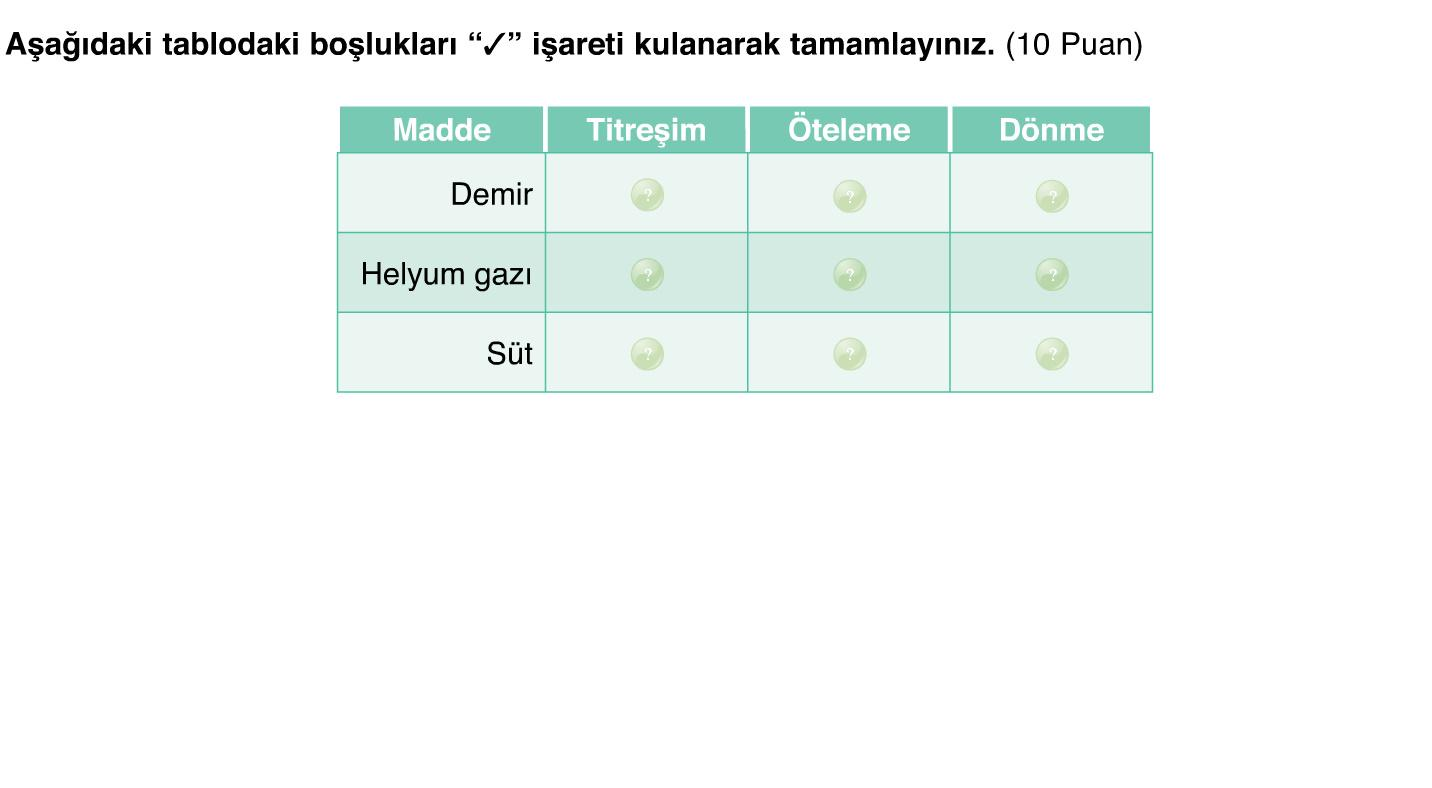 Aşağıdaki tablodaki boşlukları “✓” işareti kulanarak tamamlayınız. (10 Puan)
Madde Titreşim Öteleme Dönme
Demir ? ? ?
Helyum gazı ? ? ?
Süt ? ? ?